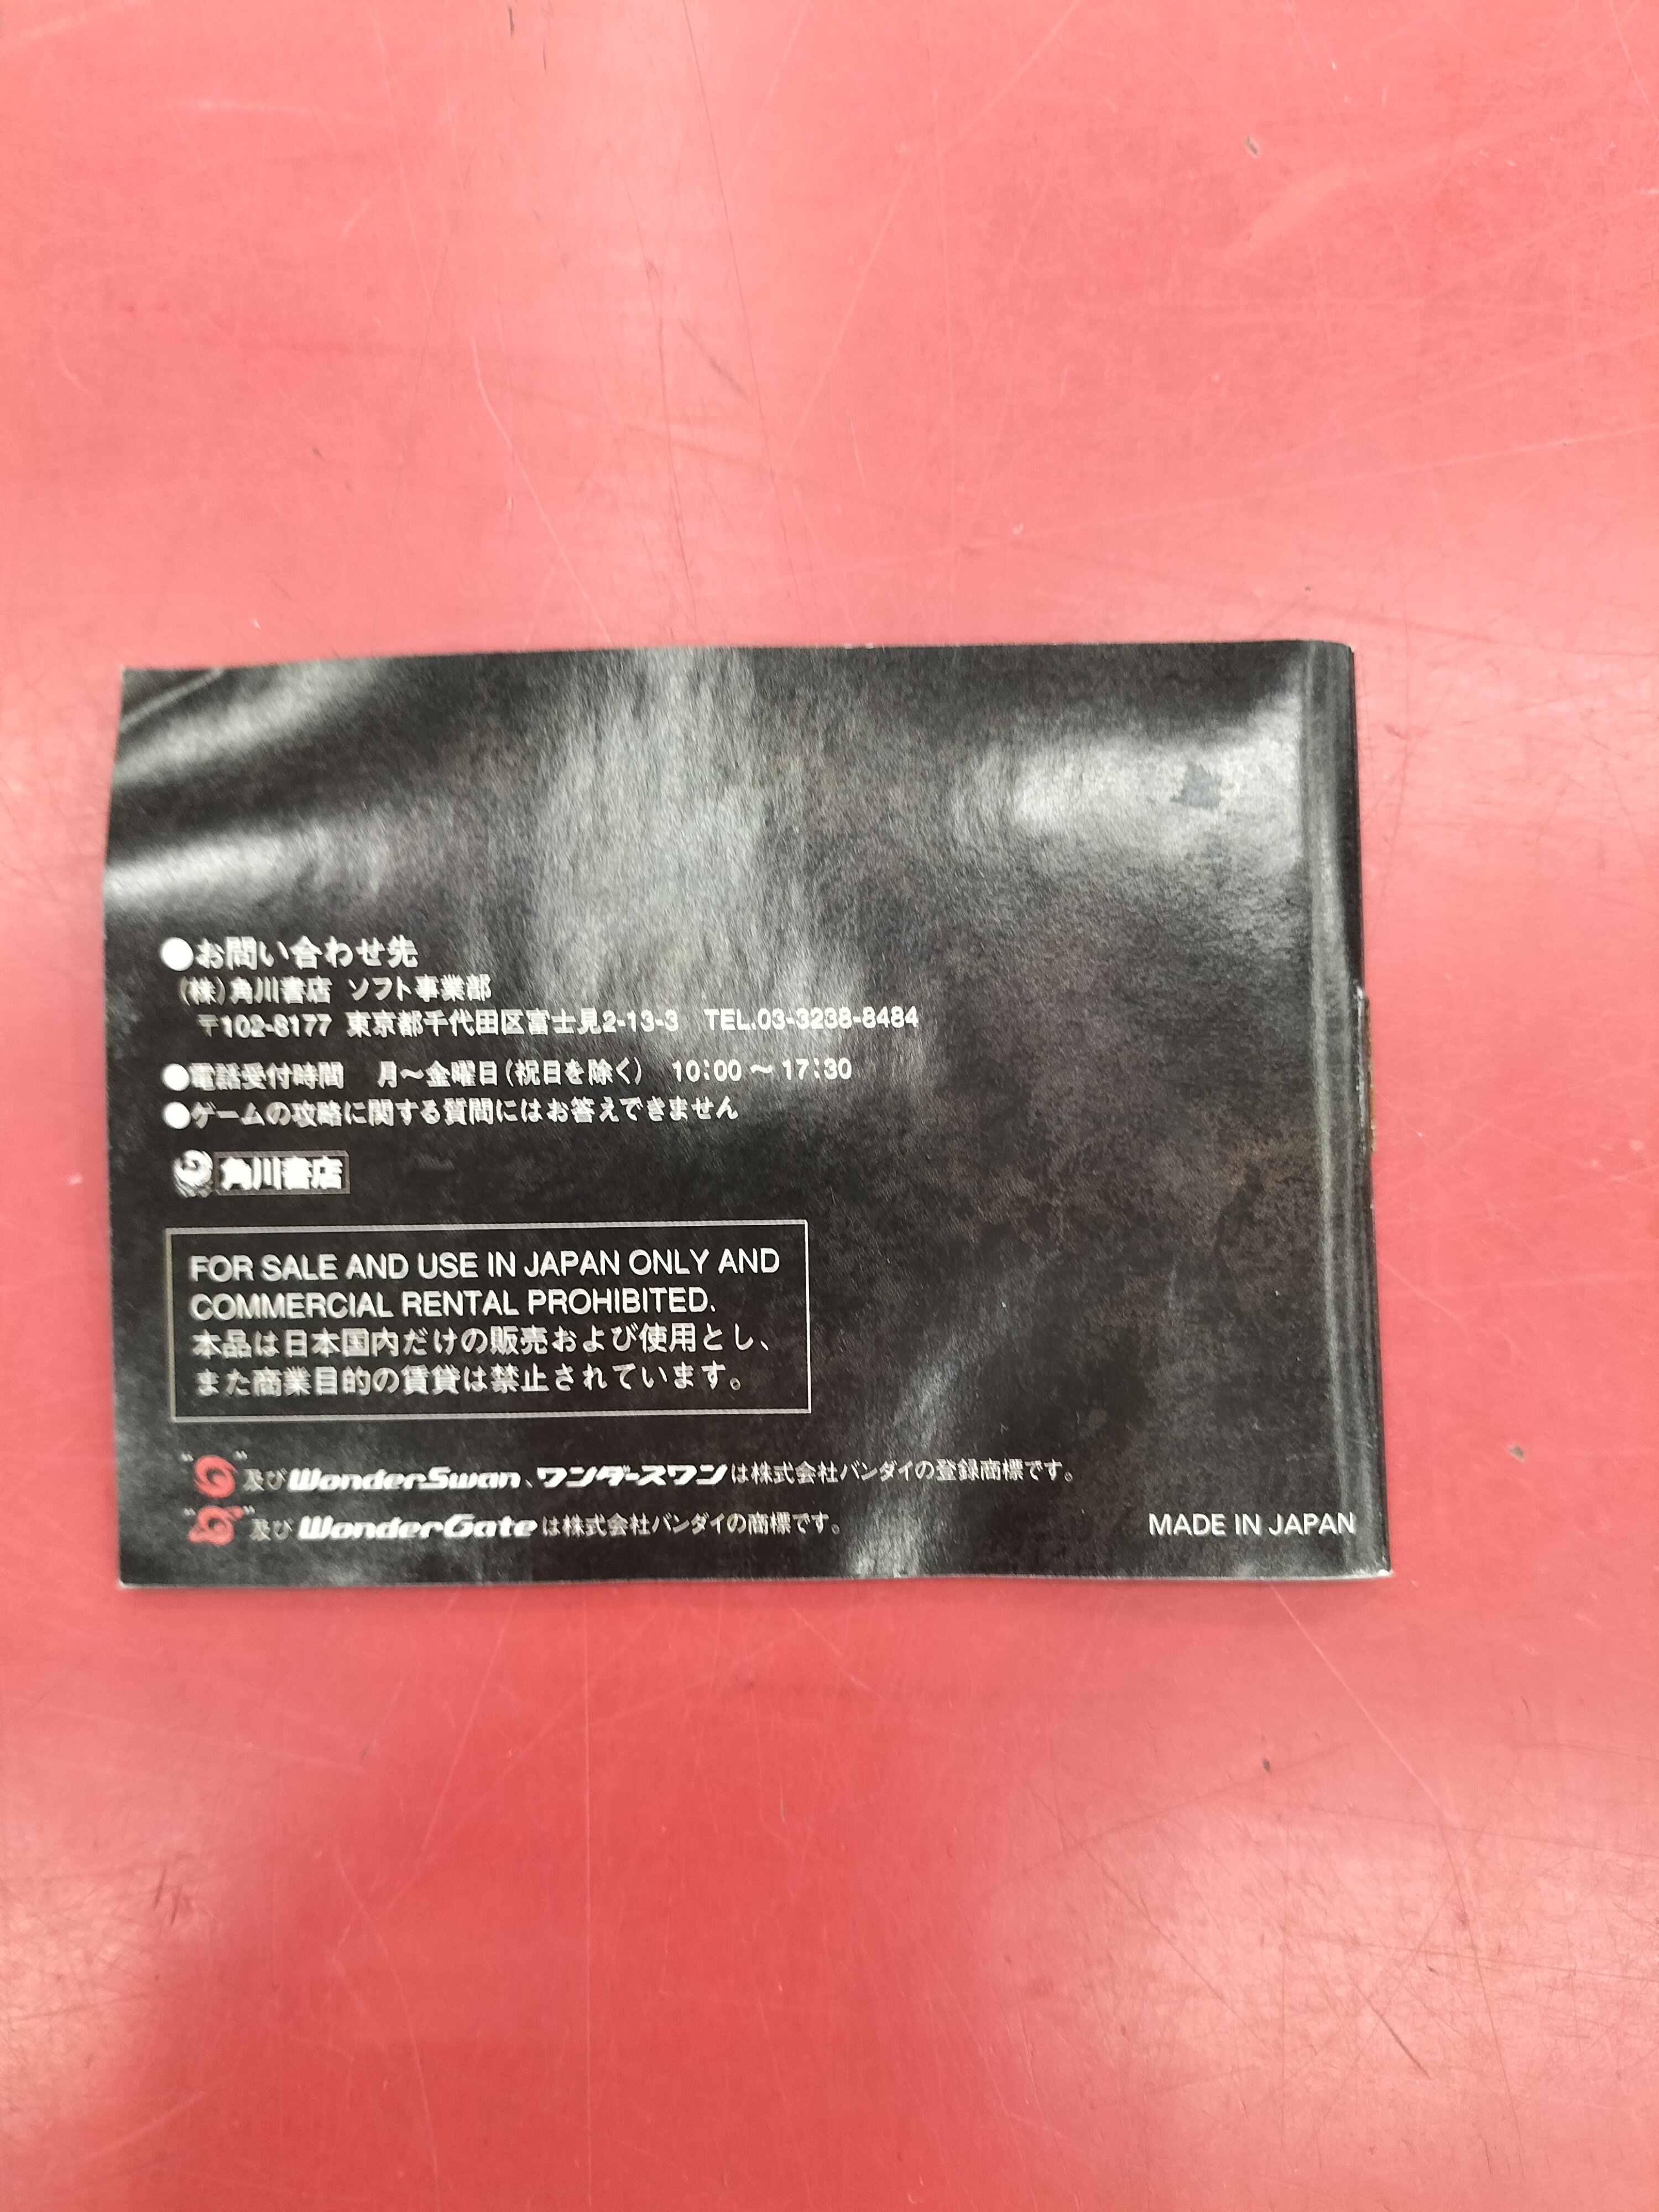 ●お問い合わせ先
(株)角川書店 ソフト事業部
〒102-8177 東京都千代田区富士見2-13-3 TEL.03-3238-8484
●電話受付時間 月～金曜日(祝日を除く) 10:00～17:30
●ゲームの攻略に関する質問にはお答えできません
角川書店
FOR SALE AND USE IN JAPAN ONLY AND
COMMERCIAL RENTAL PROHIBITED.
本品は日本国内だけの販売および使用とし、
また商業目的の賃貸は禁止されています。
“ ”及びWonderSwan、ワンダースワンは株式会社バンダイの登録商標です。
“ ”及びWonderGateは株式会社バンダイの商標です。
MADE IN JAPAN